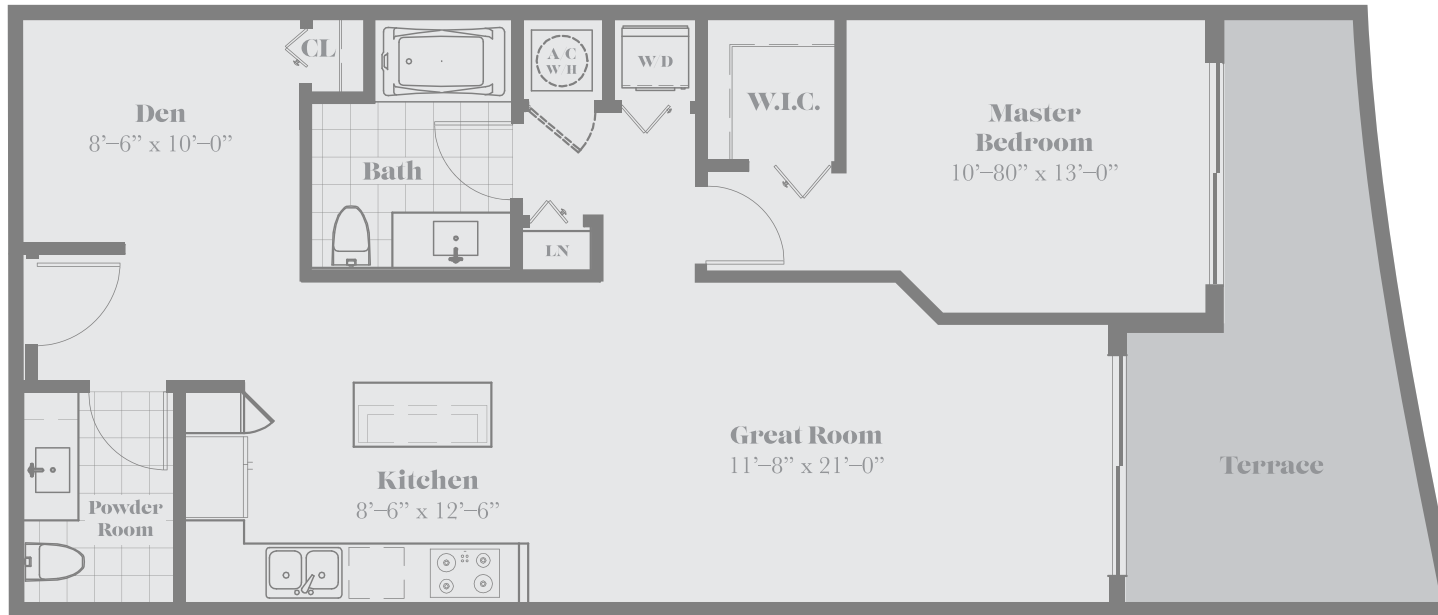 CL
Den
8’–6” x 10’–0”
Bath
A/C
W/H
W/D
LN
W.I.C.
Master
Bedroom
10’–80” x 13’–0”
Powder
Room
Kitchen
8’–6” x 12’–6”
Great Room
11’–8” x 21’–0”
Terrace